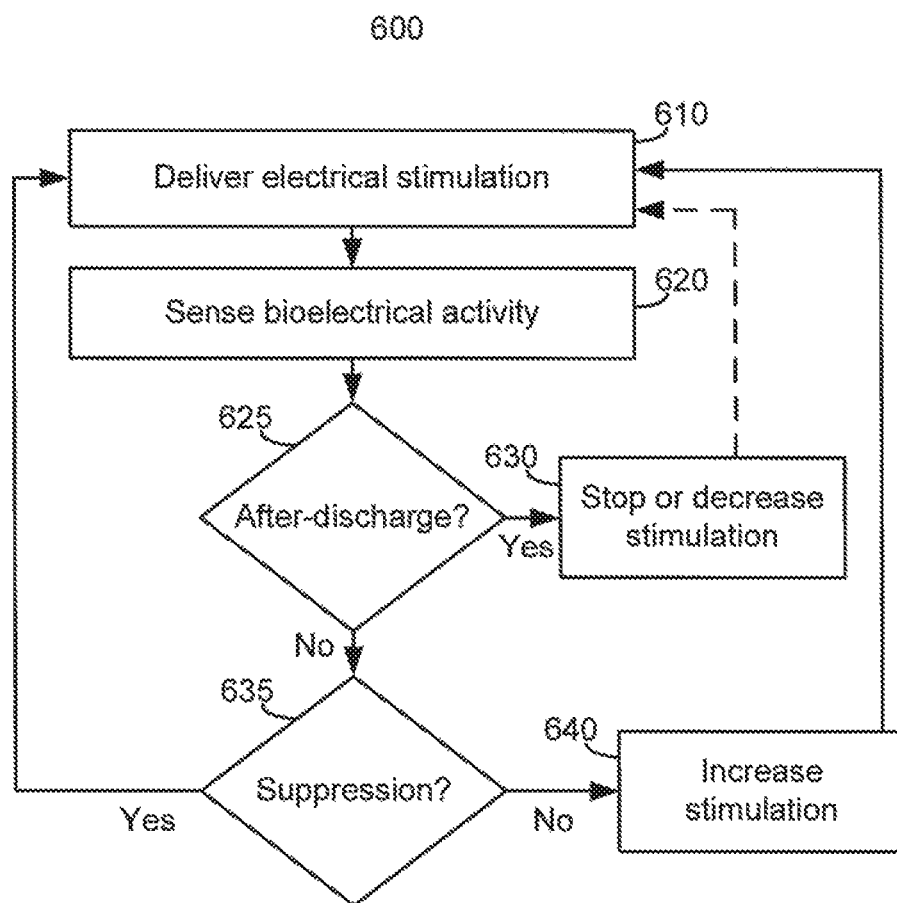 600
610
Deliver electrical stimulation
620
Sense bioelectrical activity
625
After-discharge?
Yes
630
Stop or decrease
stimulation
No
635
Suppression?
Yes
No
640
Increase
stimulation